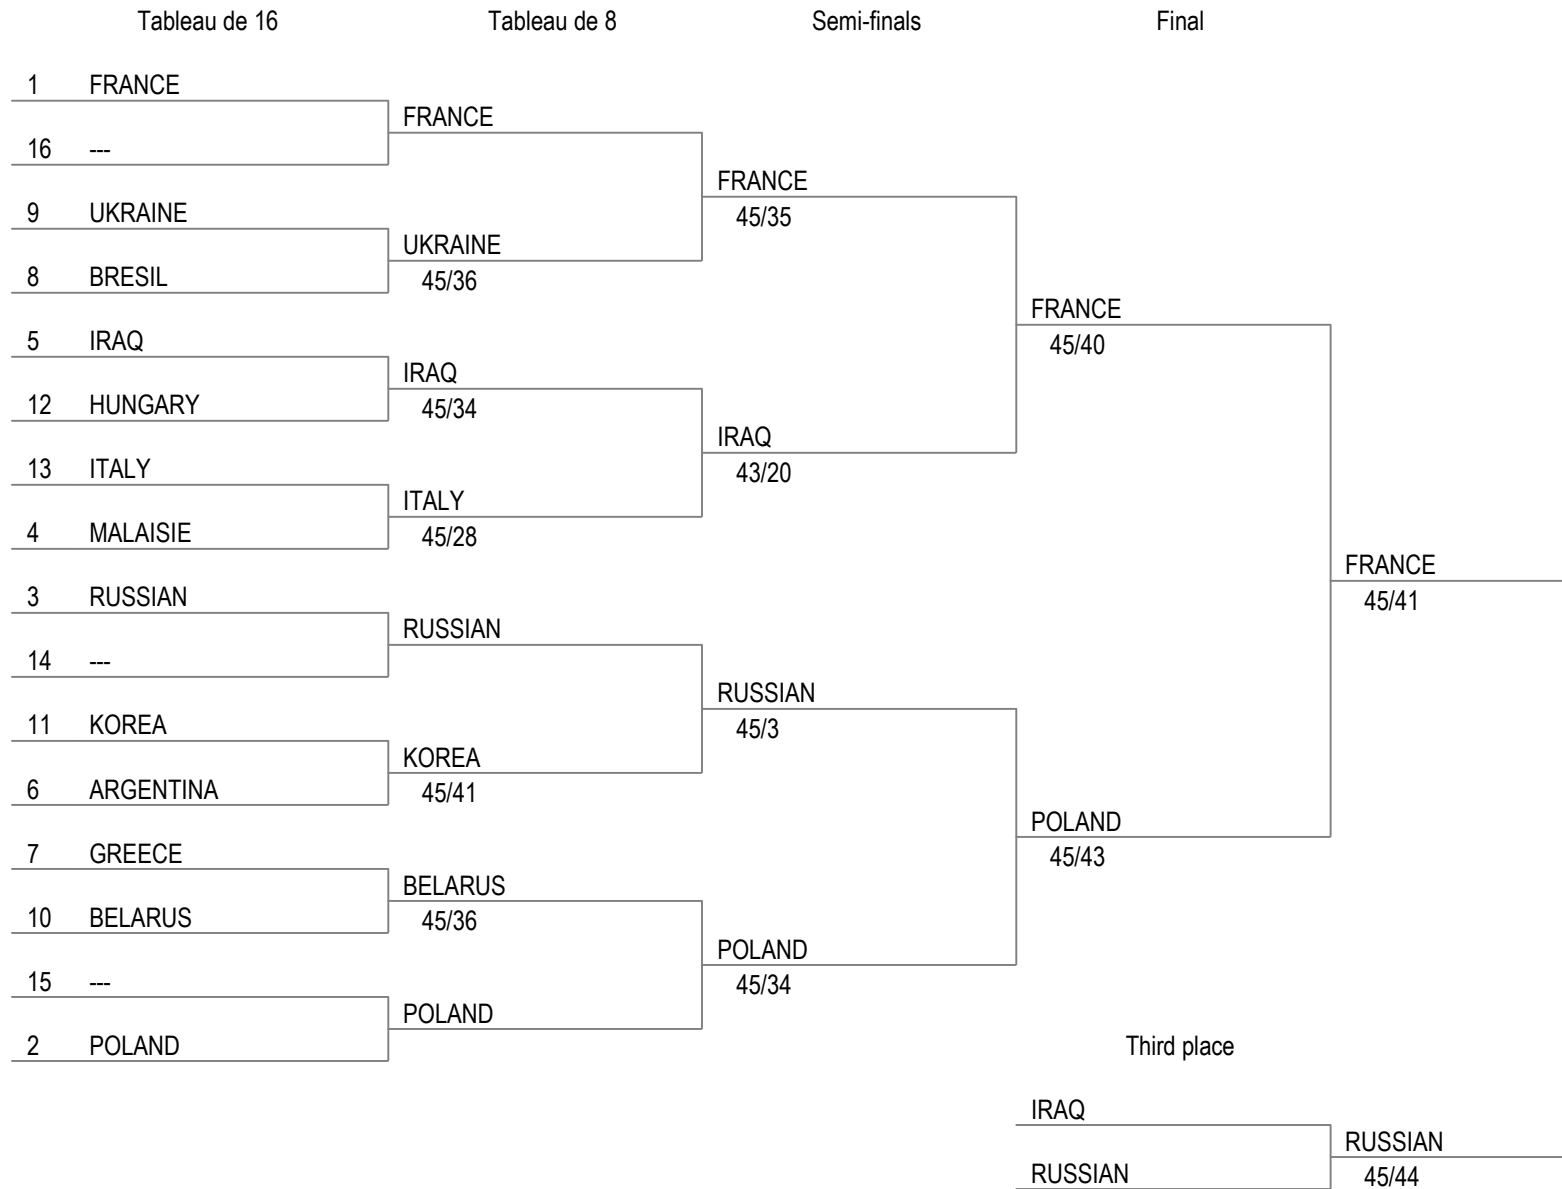 Tableau de 16 Tableau de 8 Semi-finals Final
1 FRANCE
FRANCE
16 ---
FRANCE
45/35
9 UKRAINE
UKRAINE
45/36
8 BRESIL
FRANCE
45/40
5 IRAQ
IRAQ
45/34
12 HUNGARY
IRAQ
43/20
13 ITALY
ITALY
45/28
4 MALAISIE
FRANCE
45/41
3 RUSSIAN
RUSSIAN
14 ---
RUSSIAN
45/3
11 KOREA
KOREA
45/41
6 ARGENTINA
POLAND
45/43
7 GREECE
BELARUS
45/36
10 BELARUS
POLAND
45/34
15 ---
POLAND
2 POLAND
Third place
IRAQ
RUSSIAN
45/44
RUSSIAN